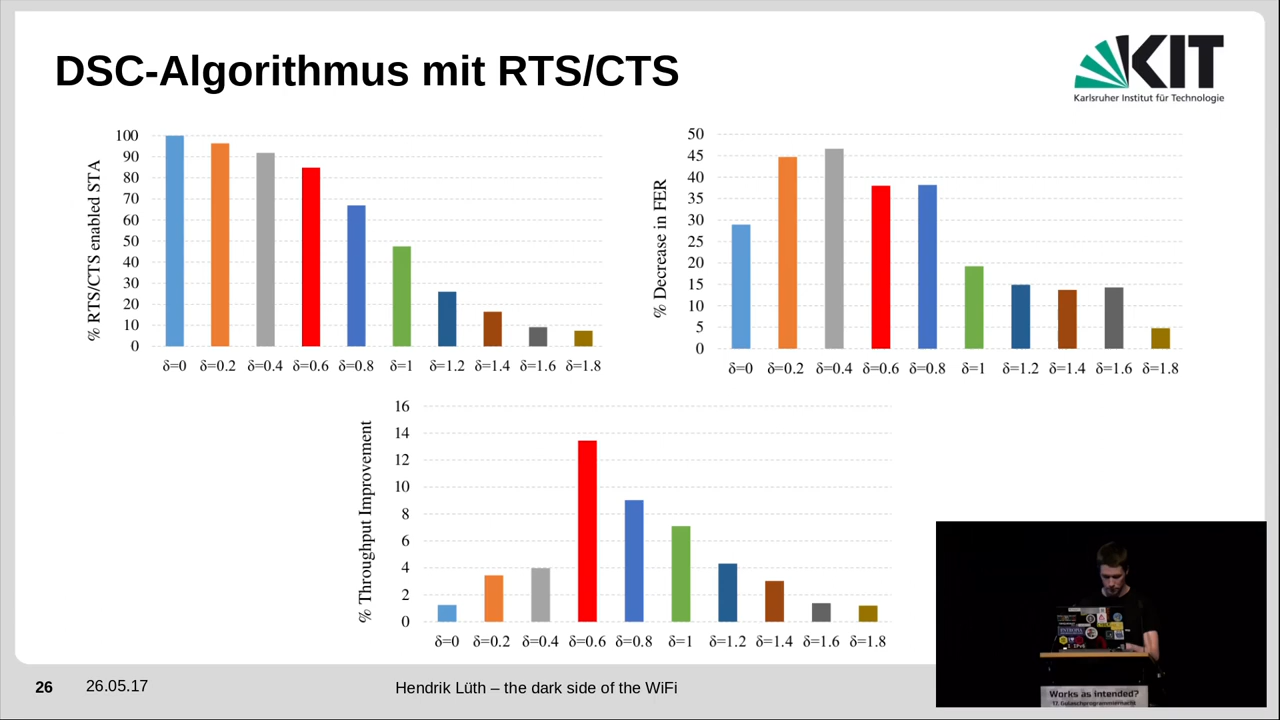 DSC-Algorithmus mit RTS/CTS
KIT
Karlsruher Institut für Technologie
% RTS/CTS enabled STA
100
90
80
70
60
50
40
30
20
10
0
δ=0 δ=0.2 δ=0.4 δ=0.6 δ=0.8 δ=1 δ=1.2 δ=1.4 δ=1.6 δ=1.8
% Decrease in FER
50
45
40
35
30
25
20
15
10
5
0
δ=0 δ=0.2 δ=0.4 δ=0.6 δ=0.8 δ=1 δ=1.2 δ=1.4 δ=1.6 δ=1.8
% Throughput Improvement
16
14
12
10
8
6
4
2
0
δ=0 δ=0.2 δ=0.4 δ=0.6 δ=0.8 δ=1 δ=1.2 δ=1.4 δ=1.6 δ=1.8
Works as intended?
17. Gulaschprogrammiernacht
26 26.05.17 Hendrik Lüth – the dark side of the WiFi